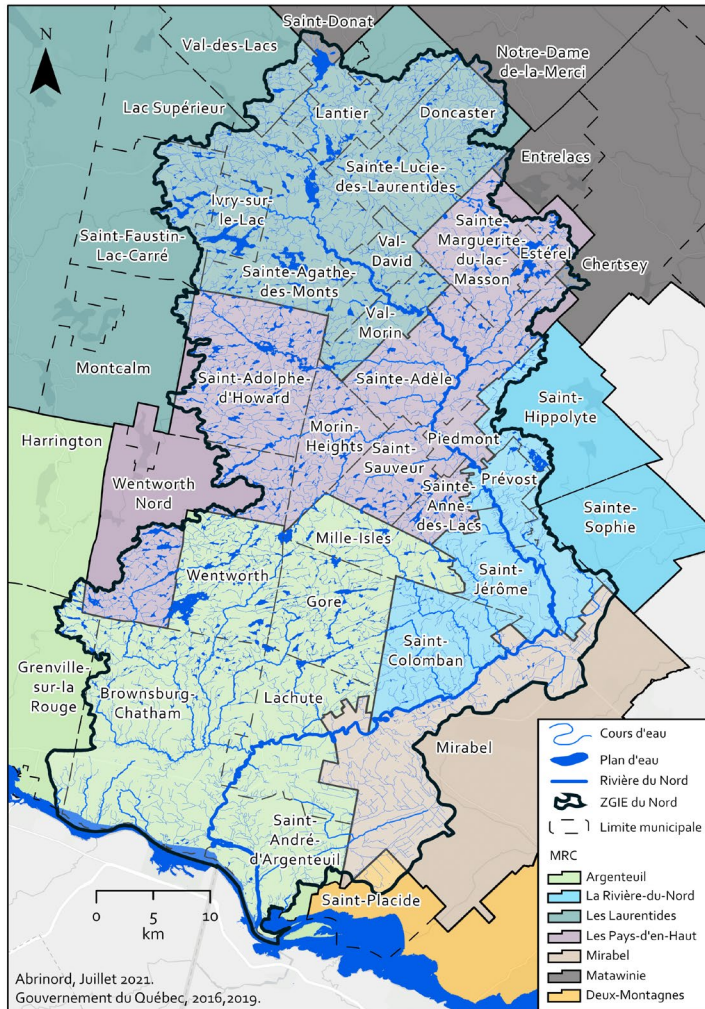 Saint-Donat
Val-des-Lacs
N
Notre-Dame
de-la-Merci
Lac Supérieur
Lantier
Doncaster
Entrelacs
Sainte-Lucie-
des-Laurentides
Ivry-sur-
le-Lac
Sainte-
Marguerite-
du-lac-
Masson
Estérel
Saint-Faustin-
Lac-Carré
Val-
David
Chertsey
Sainte-Agathe-
des-Monts
Val-
Morin
Montcalm
Saint-Adolphe-
d'Howard
Sainte-Adèle
Saint-
Hippolyte
Harrington
Morin-
Heights
Saint-
Sauveur
Piedmont
Prévost
Wentworth
Nord
Sainte-
Anne-
des-Lacs
Sainte-
Sophie
Mille-Isles
Wentworth
Gore
Saint-
Jérôme
Saint-
Colomban
Grenville-
sur-la
Rouge
Brownsburg-
Chatham
Lachute
Mirabel
Saint-
André-
d'Argenteuil
Saint-Placide
0 5 10
km
Abrinord, Juillet 2021.
Gouvernement du Québec, 2016,2019.
Cours d'eau
Plan d'eau
Rivière du Nord
ZGIE du Nord
Limite municipale
MRC
Argenteuil
La Rivière-du-Nord
Les Laurentides
Les Pays-d'en-Haut
Mirabel
Matawinie
Deux-Montagnes